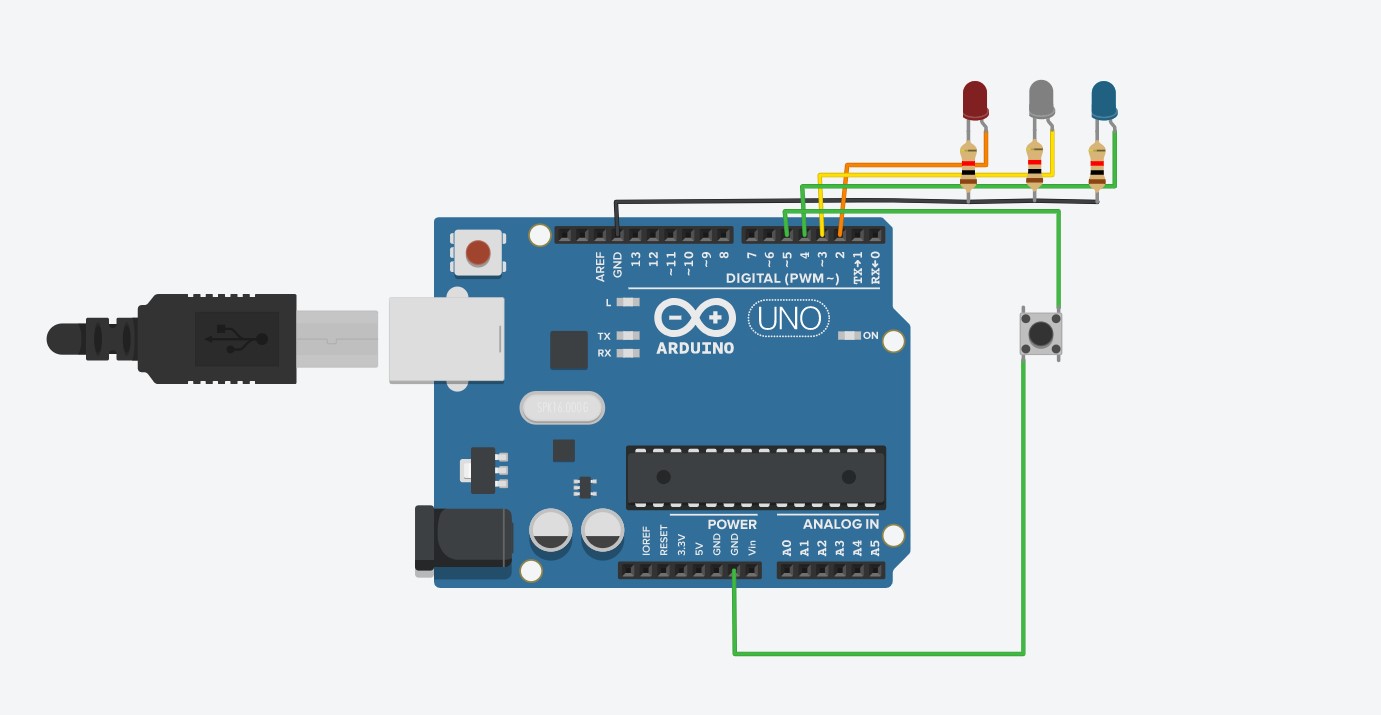 AREF
GND
13
12
~11
~10
~9
8
7
~6
~5
4
~3
2
TX→1
RX←0
DIGITAL (PWM~)
L
TX
RX
UNO
ON
ARDUINO
POWER
ANALOG IN
IOREF
RESET
3.3V
5V
GND
GND
Vin
A0
A1
A2
A3
A4
A5